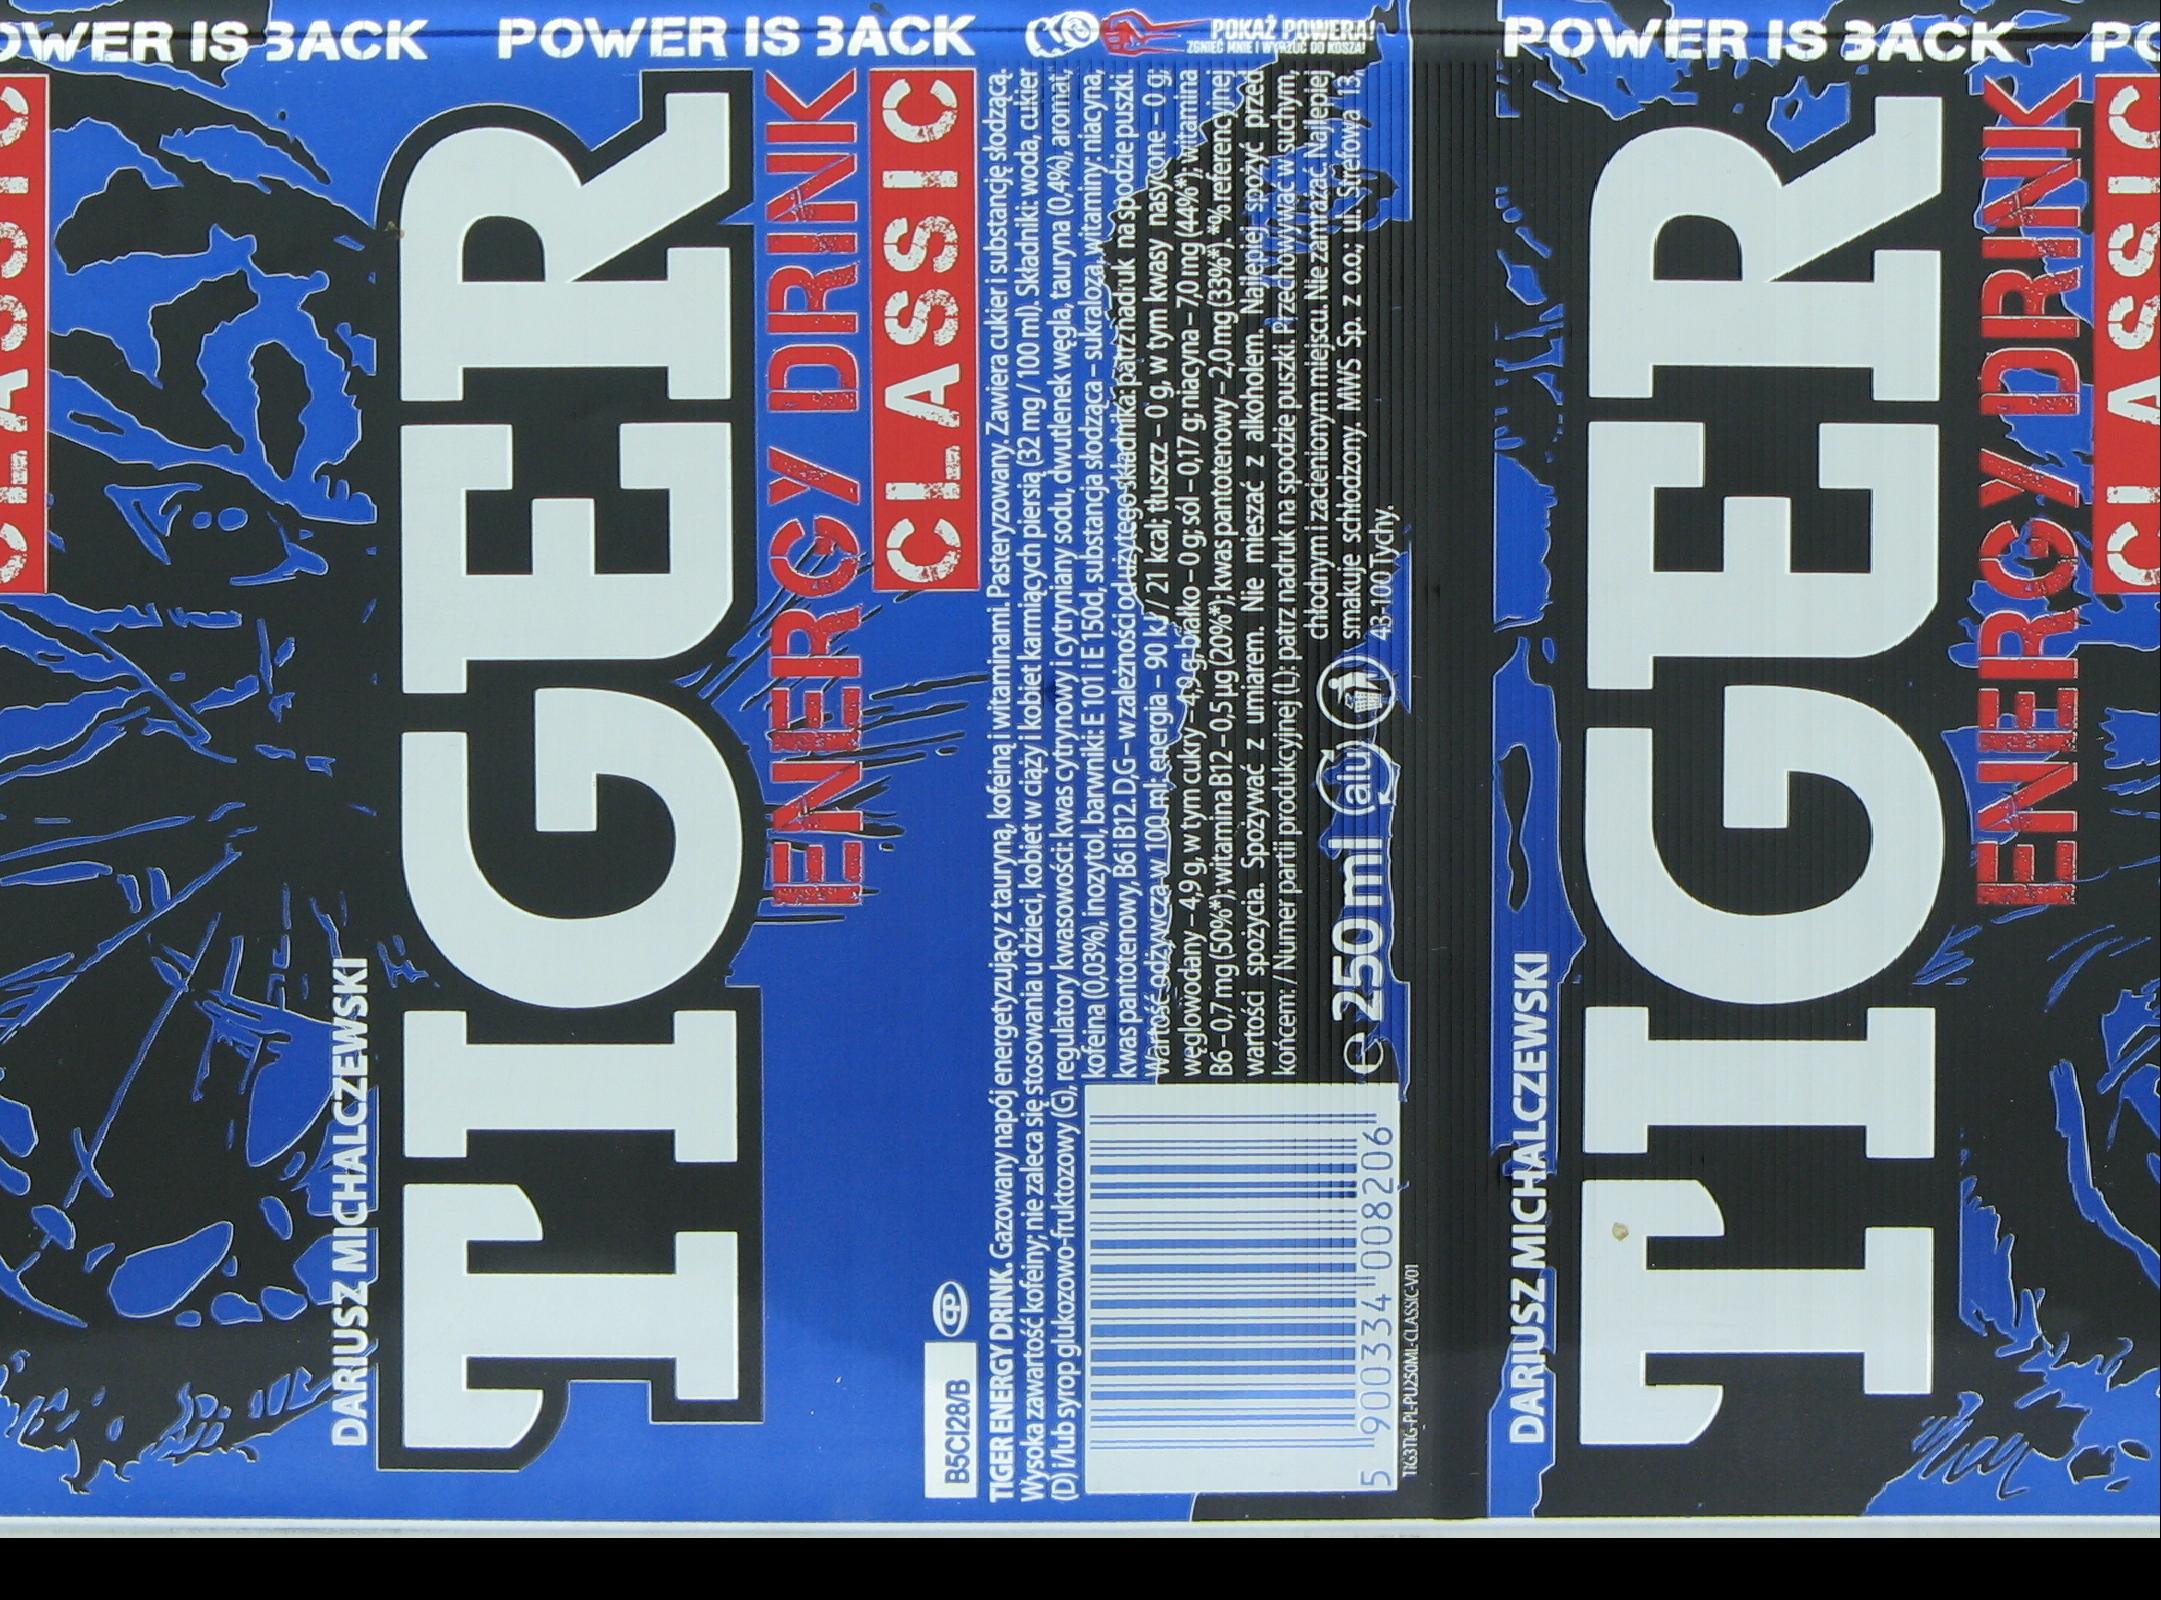 POWER IS BACK
POWER IS BACK
POWER IS BACK
CLASSIC
DARIUSZ MICHALCZEWSKI
TIGER
ENERGY DRINK
CLASSIC
B5CI28/B
CP
TIGER ENERGY DRINK. Gazowany napój energetyzujący z tauryną, kofeiną i witaminami. Pasteryzowany. Zawiera cukier i substancję słodzącą.
Wysoka zawartość kofeiny; nie zaleca się stosowania u dzieci, kobiet w ciąży i kobiet karmiących piersią (32 mg / 100 ml). Składniki: woda, cukier
(D) i/lub syrop glukozowo-fruktozowy (G), regulatory kwasowości: kwas cytrynowy i cytryniany sodu, dwutlenek węgla, tauryna (0,4%), aromat,
kofeina (0,03%), inozytol, barwniki: E 101 i E 150d, substancja słodząca – sukraloza, witaminy: niacyna,
kwas pantotenowy, B6 i B12. D,G – w zależności od użytego składnika: patrz nadruk na spodzie puszki.
Wartość odżywcza w 100 ml: energia – 90 kJ / 21 kcal; tłuszcz – 0 g, w tym kwasy nasycone – 0 g;
węglowodany – 4,9 g, w tym cukry – 4,9 g; białko – 0 g; sól – 0,17 g; niacyna – 7,0 mg (44%*); witamina
B6 – 0,7 mg (50%*); witamina B12 – 0,5 µg (20%*); kwas pantotenowy – 2,0 mg (33%*). *% referencyjnej
wartości spożycia. Spożywać z umiarem. Nie mieszać z alkoholem. Najlepiej spożyć przed
końcem: / Numer partii produkcyjnej (L): patrz nadruk na spodzie puszki. Przechowywać w suchym,
chłodnym i zacienionym miejscu. Nie zamrażać. Najlepiej
smakuje schłodzony. MWS Sp. z o.o.; ul. Strefowa 13,
43-100 Tychy.
e 250 ml alu
5 900334 008206
TIG3TIG-PL-PU250ML-CLASSIC-V01
POKAŻ POWERA!
ZGNIEĆ MNIE I WYRZUĆ DO KOSZA!
DARIUSZ MICHALCZEWSKI
TIGER
ENERGY DRINK
CLASSIC